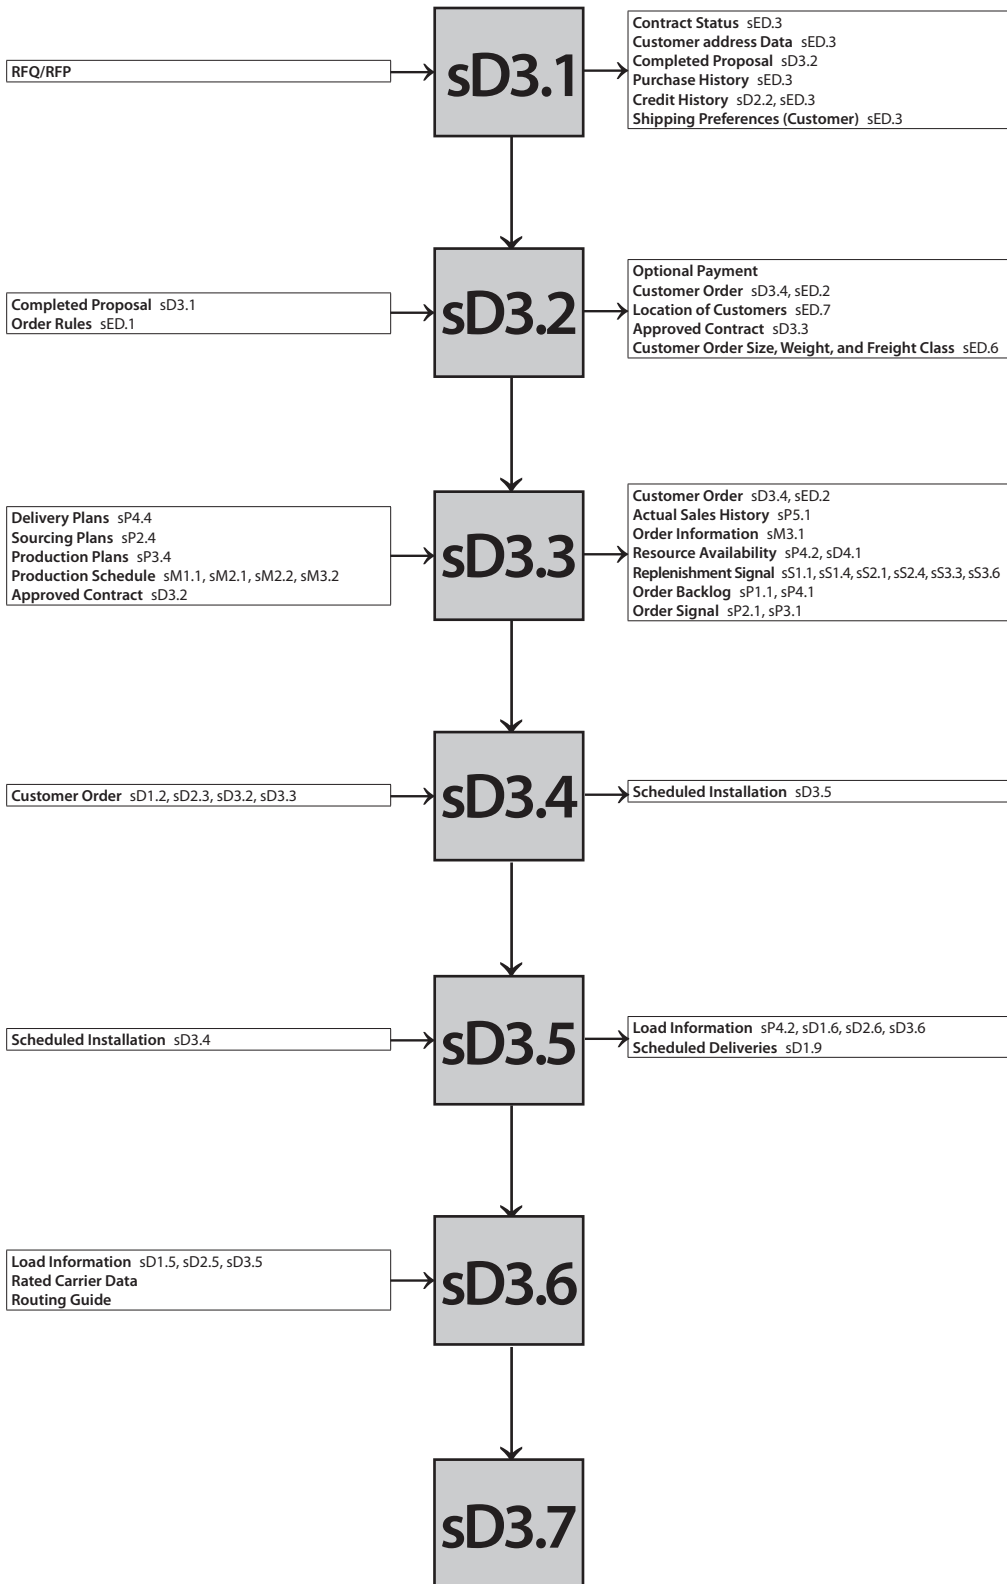 RFQ/RFP
sD3.1
Contract Status sED.3
Customer address Data sED.3
Completed Proposal sD3.2
Purchase History sED.3
Credit History sD2.2, sED.3
Shipping Preferences (Customer) sED.3
Completed Proposal sD3.1
Order Rules sED.1
sD3.2
Optional Payment
Customer Order sD3.4, sED.2
Location of Customers sED.7
Approved Contract sD3.3
Customer Order Size, Weight, and Freight Class sED.6
Delivery Plans sP4.4
Sourcing Plans sP2.4
Production Plans sP3.4
Production Schedule sM1.1, sM2.1, sM2.2, sM3.2
Approved Contract sD3.2
sD3.3
Customer Order sD3.4, sED.2
Actual Sales History sP5.1
Order Information sM3.1
Resource Availability sP4.2, sD4.1
Replenishment Signal sS1.1, sS1.4, sS2.1, sS2.4, sS3.3, sS3.6
Order Backlog sP1.1, sP4.1
Order Signal sP2.1, sP3.1
Customer Order sD1.2, sD2.3, sD3.2, sD3.3
sD3.4
Scheduled Installation sD3.5
Scheduled Installation sD3.4
sD3.5
Load Information sP4.2, sD1.6, sD2.6, sD3.6
Scheduled Deliveries sD1.9
Load Information sD1.5, sD2.5, sD3.5
Rated Carrier Data
Routing Guide
sD3.6
sD3.7